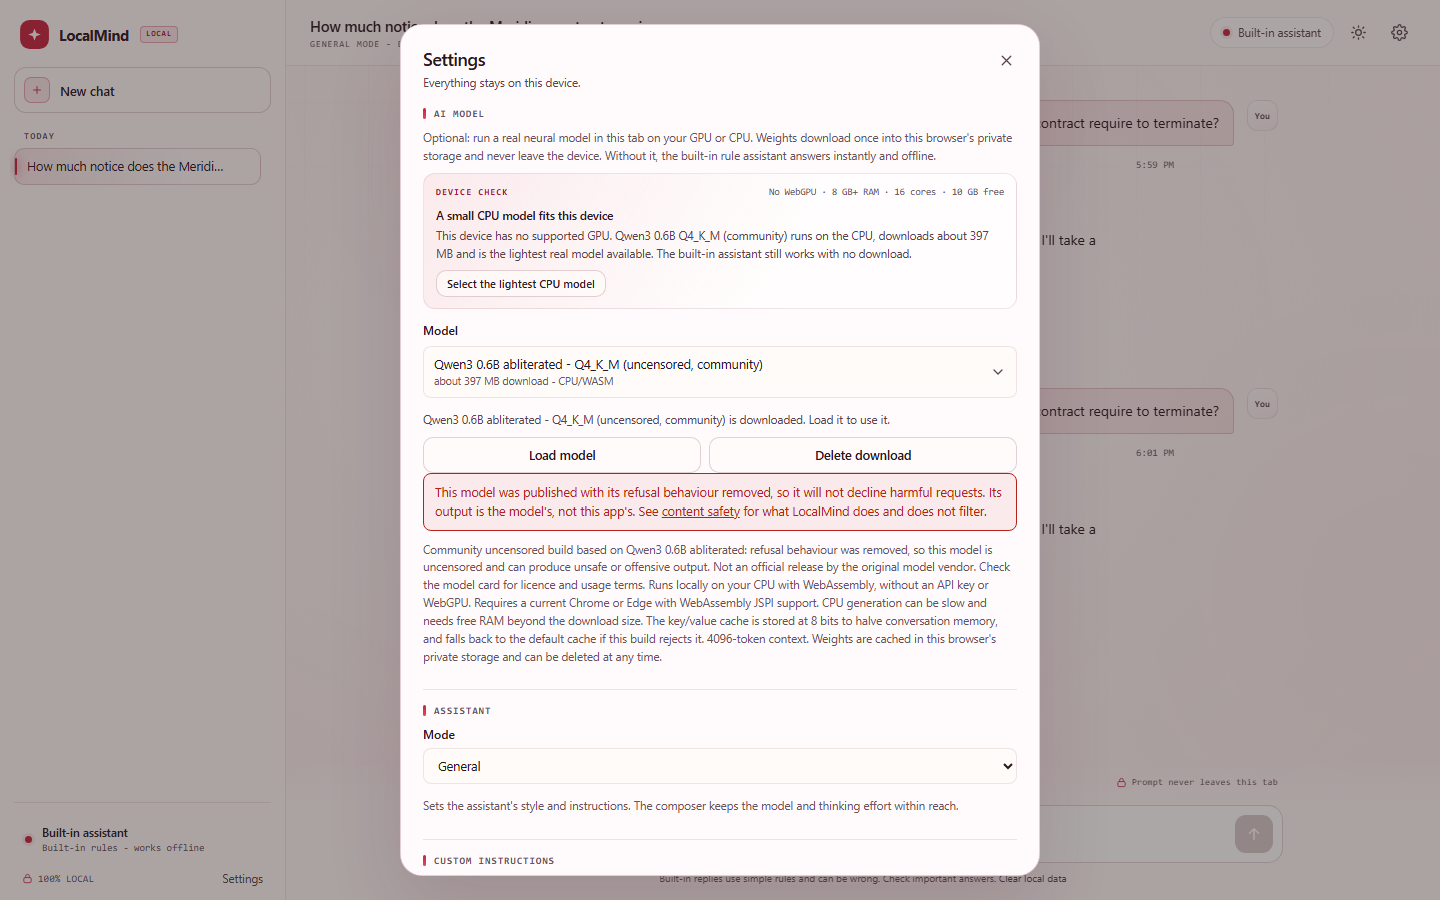 LocalMind LOCAL
New chat
TODAY
How much notice does the Meridi...
Built-in assistant
Built-in rules - works offline
100% LOCAL
Settings
How much
GENERAL MODE -
Built-in assistant
Settings
Everything stays on this device.
AI MODEL
Optional: run a real neural model in this tab on your GPU or CPU. Weights download once into this browser's private
storage and never leave the device. Without it, the built-in rule assistant answers instantly and offline.
DEVICE CHECK
No WebGPU · 8 GB+ RAM · 16 cores · 10 GB free
A small CPU model fits this device
This device has no supported GPU. Qwen3 0.6B Q4_K_M (community) runs on the CPU, downloads about 397
MB and is the lightest real model available. The built-in assistant still works with no download.
Select the lightest CPU model
Model
Qwen3 0.6B abliterated - Q4_K_M (uncensored, community)
about 397 MB download - CPU/WASM
Qwen3 0.6B abliterated - Q4_K_M (uncensored, community) is downloaded. Load it to use it.
Load model
Delete download
This model was published with its refusal behaviour removed, so it will not decline harmful requests. Its
output is the model's, not this app's. See content safety for what LocalMind does and does not filter.
Community uncensored build based on Qwen3 0.6B abliterated: refusal behaviour was removed, so this model is
uncensored and can produce unsafe or offensive output. Not an official release by the original model vendor. Check
the model card for licence and usage terms. Runs locally on your CPU with WebAssembly, without an API key or
WebGPU. Requires a current Chrome or Edge with WebAssembly JSPI support. CPU generation can be slow and
needs free RAM beyond the download size. The key/value cache is stored at 8 bits to halve conversation memory,
and falls back to the default cache if this build rejects it. 4096-token context. Weights are cached in this browser's
private storage and can be deleted at any time.
ASSISTANT
Mode
General
Sets the assistant's style and instructions. The composer keeps the model and thinking effort within reach.
CUSTOM INSTRUCTIONS
contract require to terminate?
You
5:59 PM
I'll take a
contract require to terminate?
You
6:01 PM
I'll take a
Prompt never leaves this tab
Built-in replies use simple rules and can be wrong. Check important answers. Clear local data